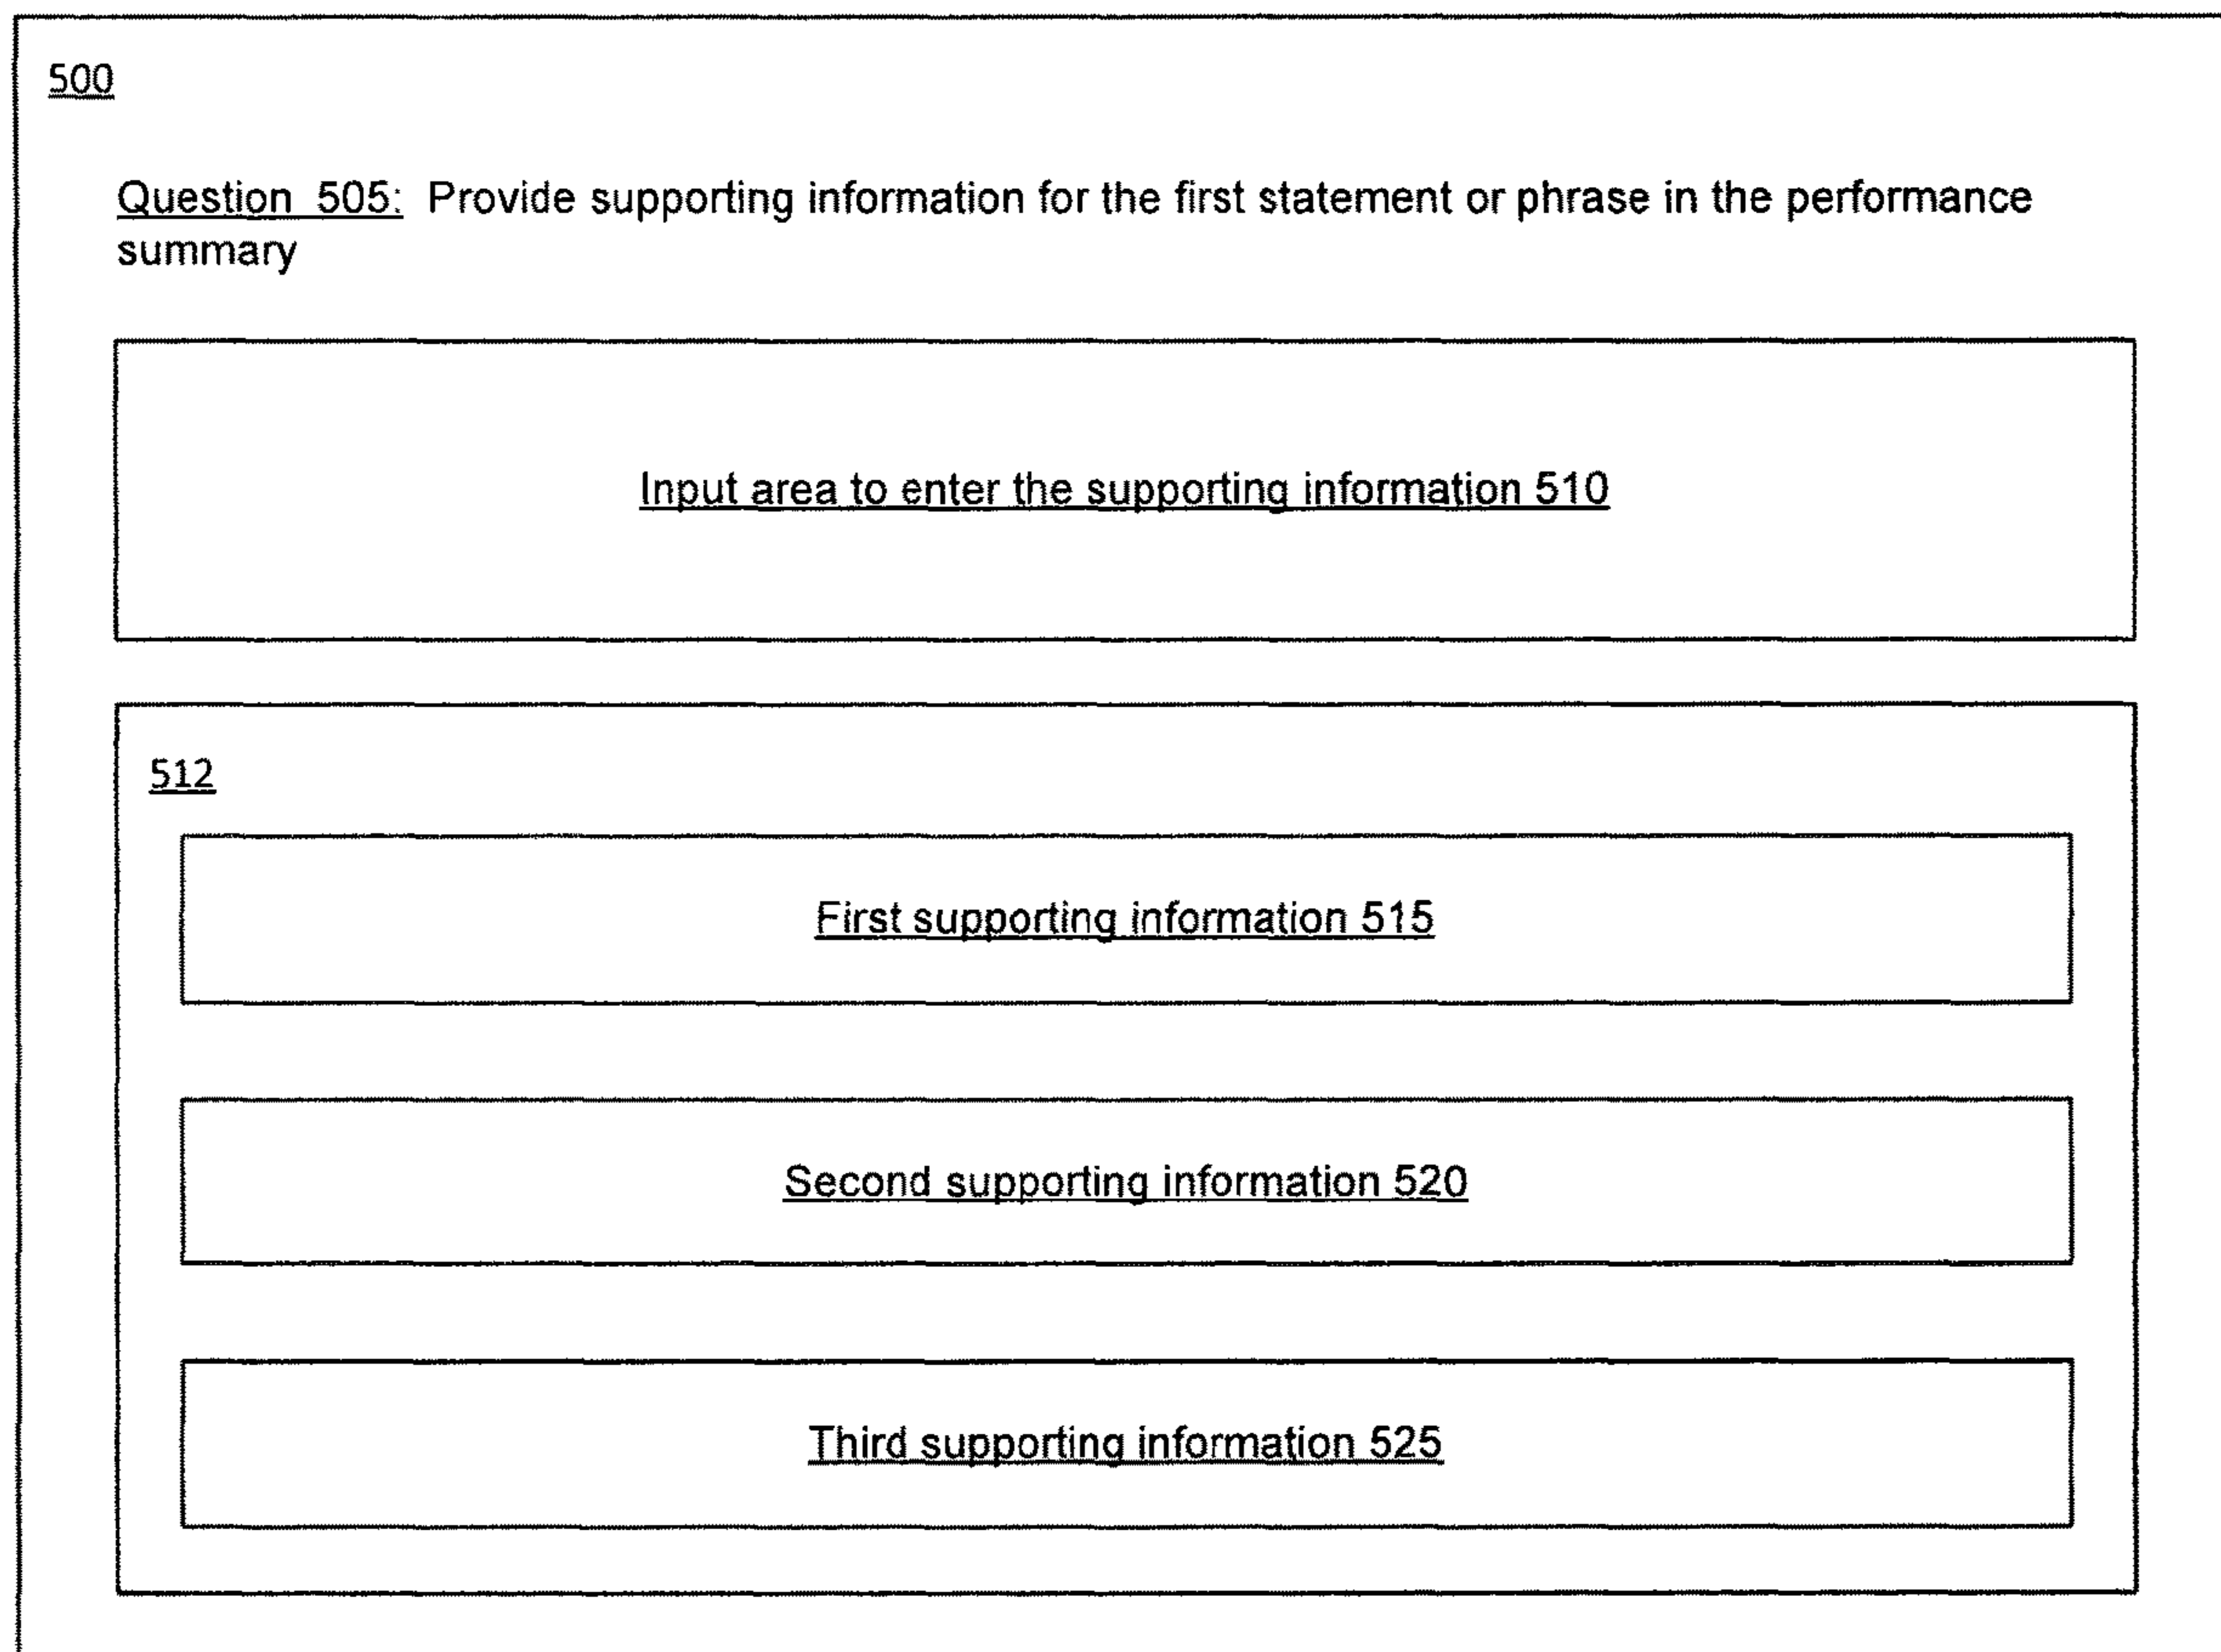 500
Question 505: Provide supporting information for the first statement or phrase in the performance
summary
Input area to enter the supporting information 510
512
First supporting information 515
Second supporting information 520
Third supporting information 525